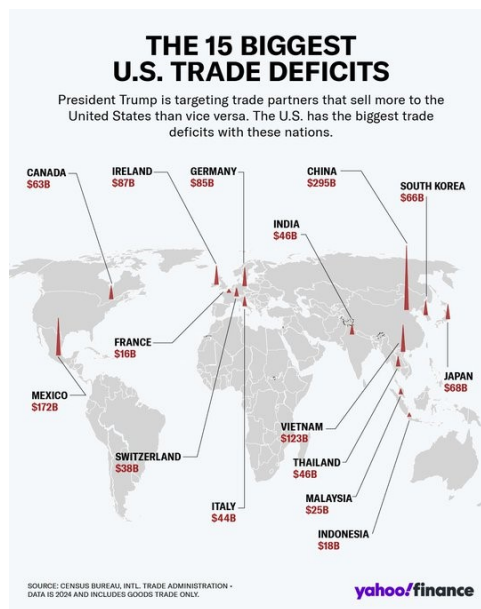 THE 15 BIGGEST
U.S. TRADE DEFICITS
President Trump is targeting trade partners that sell more to the
United States than vice versa. The U.S. has the biggest trade
deficits with these nations.
CANADA
$63B
IRELAND
$87B
GERMANY
$85B
CHINA
$295B
SOUTH KOREA
$66B
INDIA
$46B
FRANCE
$16B
MEXICO
$172B
JAPAN
$68B
VIETNAM
$123B
SWITZERLAND
$38B
THAILAND
$46B
MALAYSIA
$25B
ITALY
$44B
INDONESIA
$18B
SOURCE: CENSUS BUREAU, INTL. TRADE ADMINISTRATION •
DATA IS 2024 AND INCLUDES GOODS TRADE ONLY.
yahoo!finance